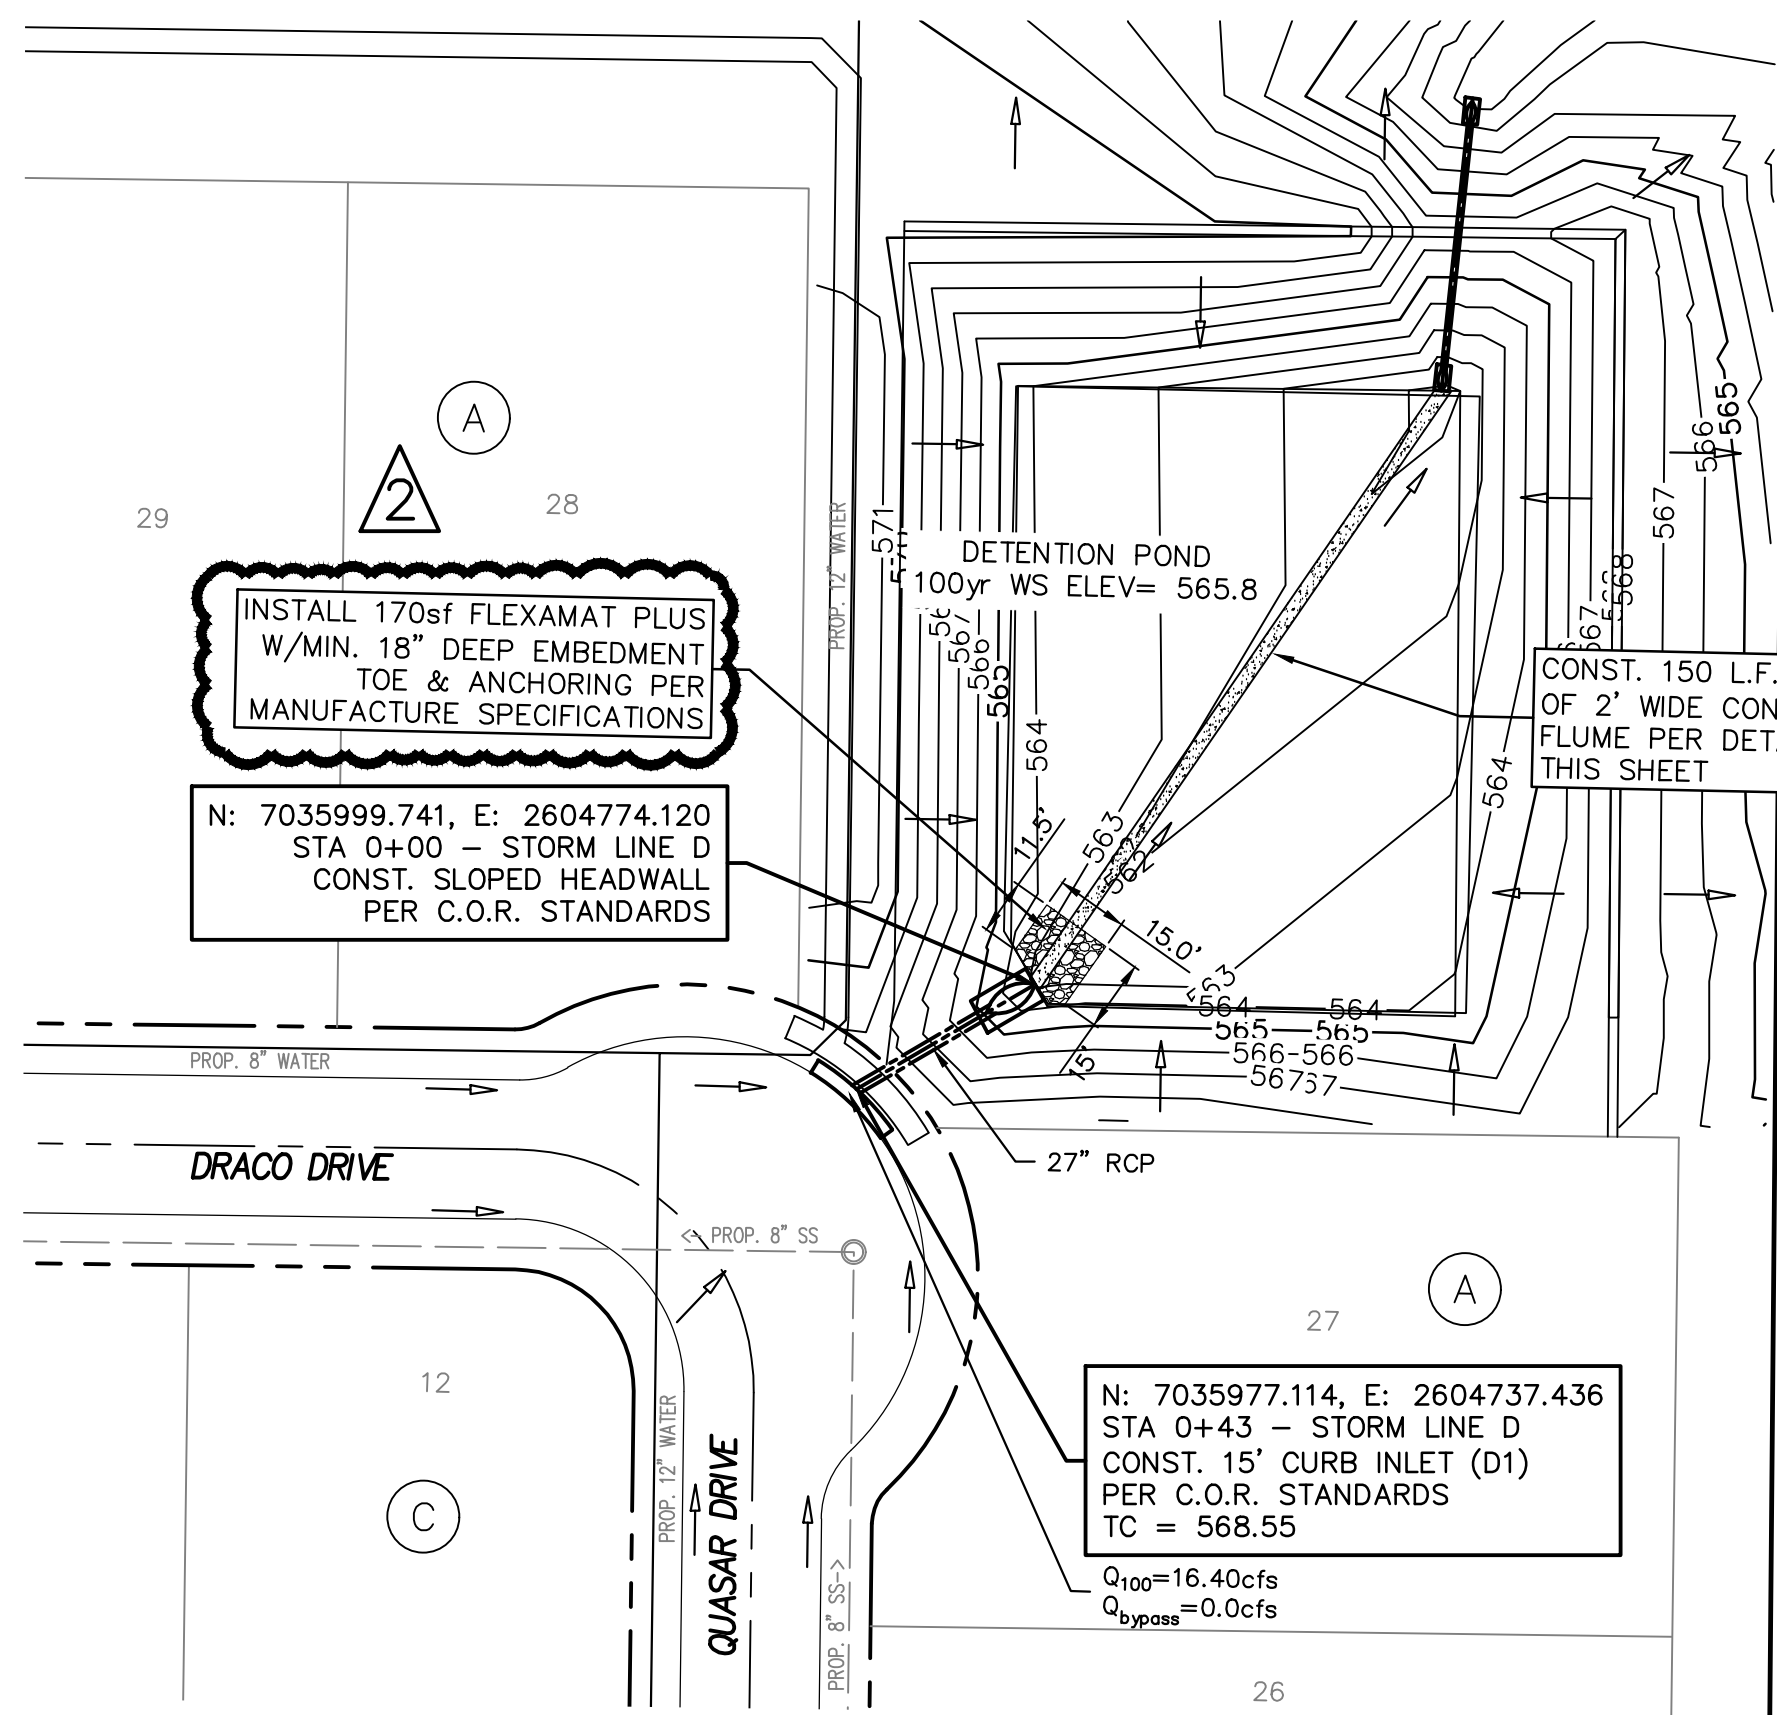 A
2
29
28
PROP. 12" WATER
571
DETENTION POND
100yr WS ELEV= 565.8
567
566
565
564
INSTALL 170sf FLEXAMAT PLUS
W/MIN. 18" DEEP EMBEDMENT
TOE & ANCHORING PER
MANUFACTURE SPECIFICATIONS
N: 7035999.741, E: 2604774.120
STA 0+00 - STORM LINE D
CONST. SLOPED HEADWALL
PER C.O.R. STANDARDS
565
566
567
568
567
CONST. 150 L.F.
OF 2' WIDE
FLUME PER
THIS SHEET
564
11.5'
563
562
15.0'
15'
563
564 564
565 565
566-566
567
27" RCP
PROP. 8" WATER
DRACO DRIVE
<- PROP. 8" SS
12
C
PROP. 12" WATER
QUASAR DRIVE
PROP. 8" SS->
27
A
N: 7035977.114, E: 2604737.436
STA 0+43 - STORM LINE D
CONST. 15' CURB INLET (D1)
PER C.O.R. STANDARDS
TC = 568.55
Q100=16.40cfs
Qbypass=0.0cfs
26